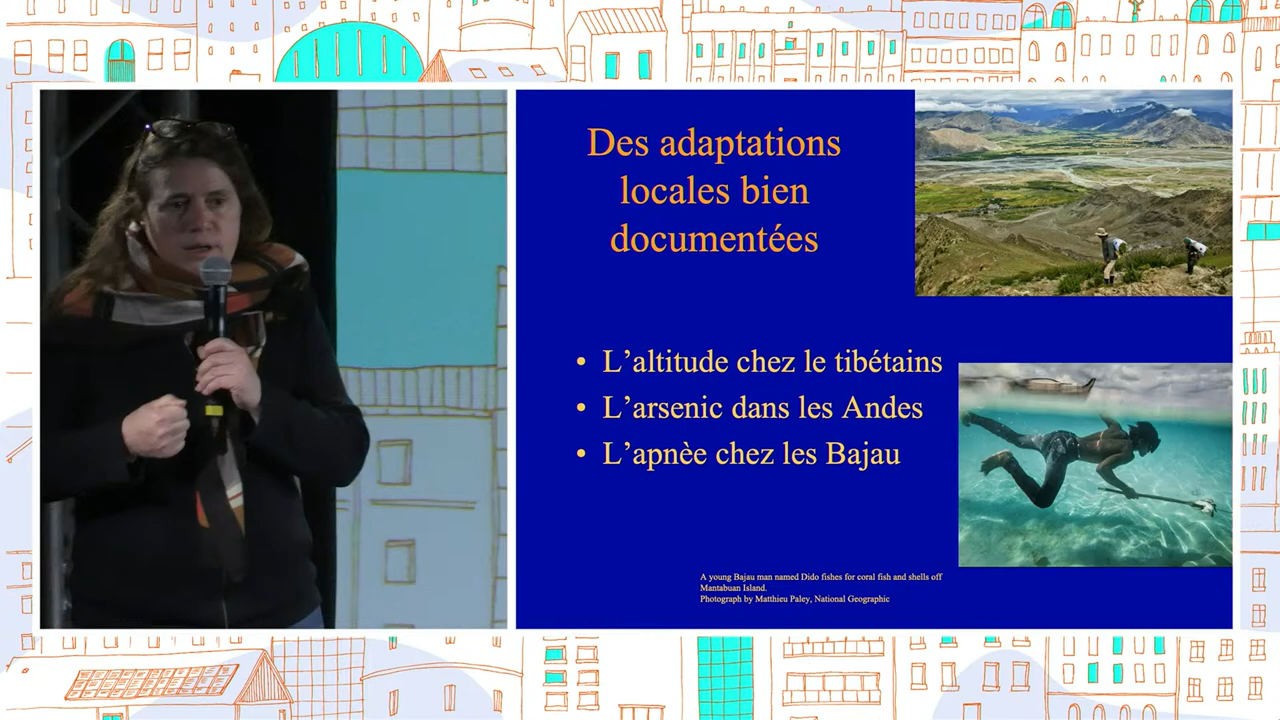 Des adaptations
locales bien
documentées
• L’altitude chez le tibétains
• L’arsenic dans les Andes
• L’apnèe chez les Bajau
A young Bajau man named Dido fishes for coral fish and shells off
Mantabuan Island.
Photograph by Matthieu Paley, National Geographic